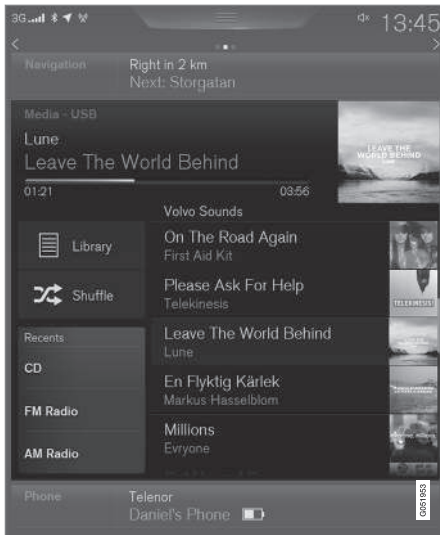 3G
13:45
Navigation
Right in 2 km
Next: Storgatan
Media - USB
Lune
Leave The World Behind
01:21
03:56
LEAVE THE
WORLD BEHIND
Volvo Sounds
Library
Shuffle
On The Road Again
First Aid Kit
Please Ask For Help
Telekinesis
TELEKINESIS!
Leave The World Behind
Lune
En Flyktig Kärlek
Markus Hasselblom
Millions
Evryone
Recents
CD
FM Radio
AM Radio
Phone
Telenor
Daniel's Phone
G051953